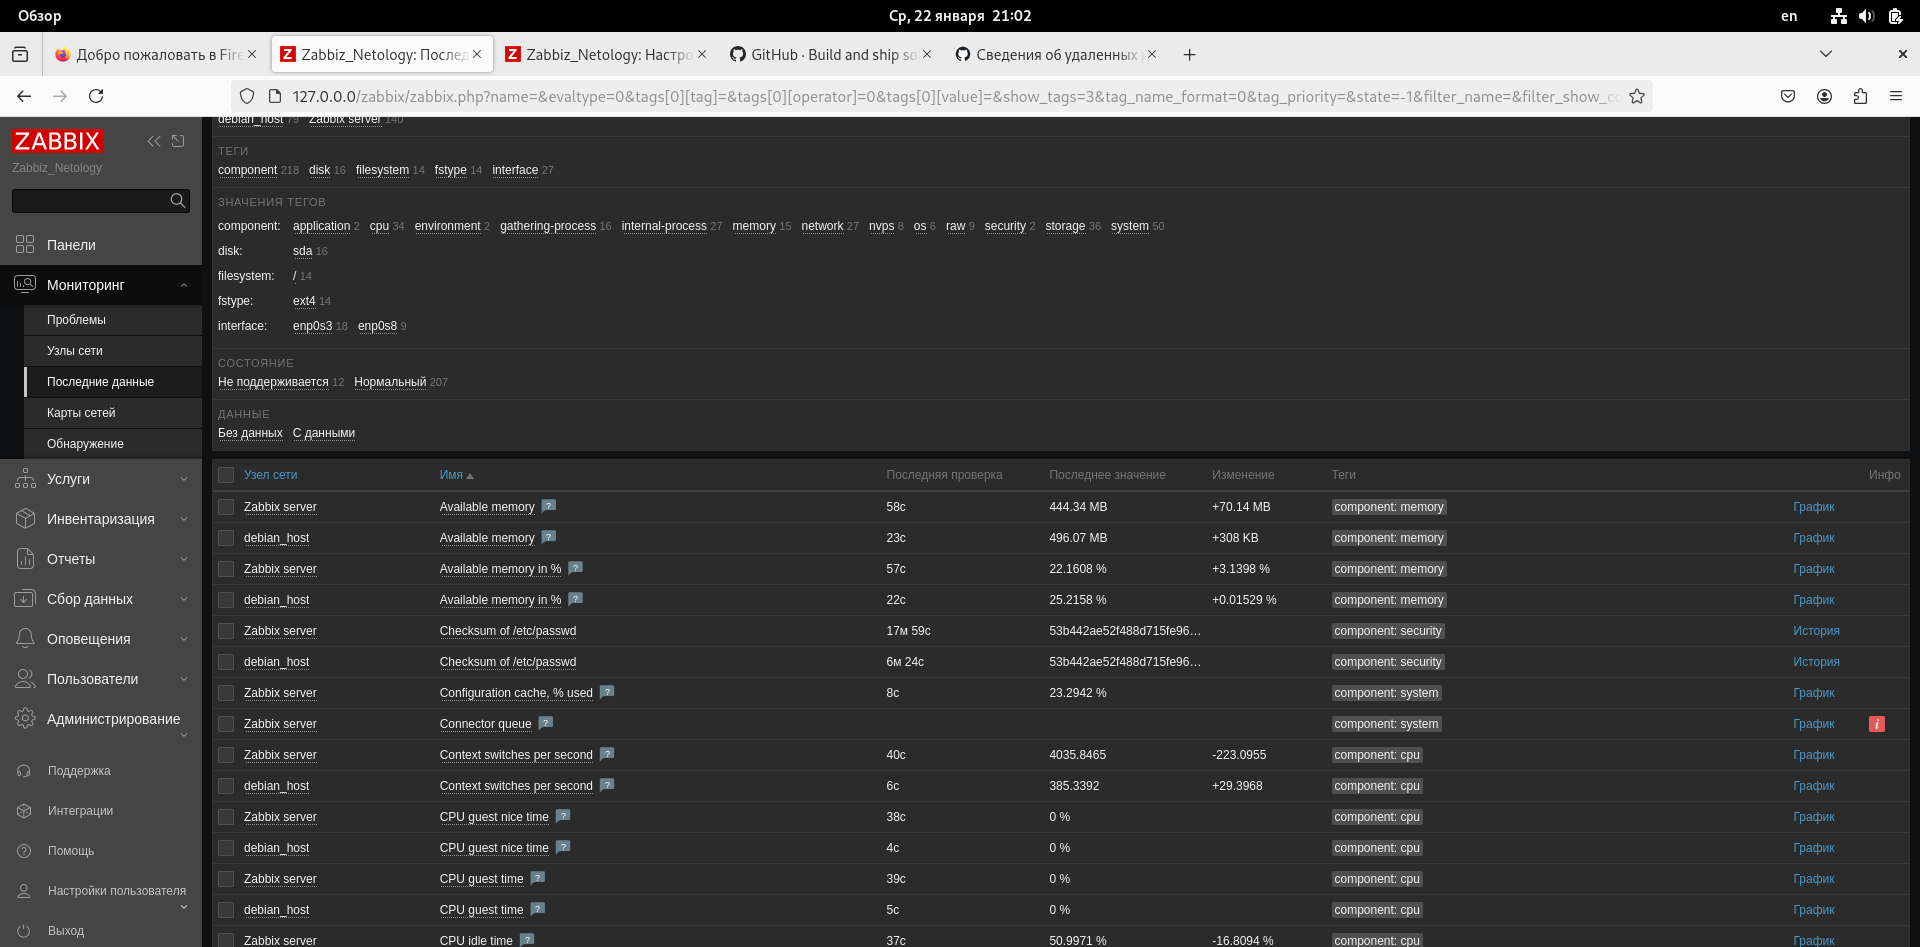 Обзор
Ср, 22 января 21:02
en
Добро пожаловать в Fire
Zabbiz_Netology: Послед
Zabbiz_Netology: Настро
GitHub · Build and ship so
Сведения об удаленных
127.0.0.0/zabbix/zabbix.php?name=&evaltype=0&tags[0][tag]=&tags[0][operator]=0&tags[0][value]=&show_tags=3&tag_name_format=0&tag_priority=&state=-1&filter_name=&filter_show_co
ZABBIX
Zabbiz_Netology
Панели
Мониторинг
Проблемы
Узлы сети
Последние данные
Карты сетей
Обнаружение
Услуги
Инвентаризация
Отчеты
Сбор данных
Оповещения
Пользователи
Администрирование
Поддержка
Интеграции
Помощь
Настройки пользователя
Выход
debian_host 79 Zabbix server 140
ТЕГИ
component 218 disk 16 filesystem 14 fstype 14 interface 27
ЗНАЧЕНИЯ ТЕГОВ
component: application 2 cpu 34 environment 2 gathering-process 16 internal-process 27 memory 15 network 27 nvps 8 os 6 raw 9 security 2 storage 36 system 50
disk: sda 16
filesystem: / 14
fstype: ext4 14
interface: enp0s3 18 enp0s8 9
СОСТОЯНИЕ
Не поддерживается 12 Нормальный 207
ДАННЫЕ
Без данных С данными
Узел сети Имя Последняя проверка Последнее значение Изменение Теги Инфо
Zabbix server Available memory ? 58с 444.34 MB +70.14 MB component: memory График
debian_host Available memory ? 23с 496.07 MB +308 KB component: memory График
Zabbix server Available memory in % ? 57с 22.1608 % +3.1398 % component: memory График
debian_host Available memory in % ? 22с 25.2158 % +0.01529 % component: memory График
Zabbix server Checksum of /etc/passwd 17м 59с 53b442ae52f488d715fe96… component: security История
debian_host Checksum of /etc/passwd 6м 24с 53b442ae52f488d715fe96… component: security История
Zabbix server Configuration cache, % used ? 8с 23.2942 % component: system График
Zabbix server Connector queue ? component: system График i
Zabbix server Context switches per second ? 40с 4035.8465 -223.0955 component: cpu График
debian_host Context switches per second ? 6с 385.3392 +29.3968 component: cpu График
Zabbix server CPU guest nice time ? 38с 0 % component: cpu График
debian_host CPU guest nice time ? 4с 0 % component: cpu График
Zabbix server CPU guest time ? 39с 0 % component: cpu График
debian_host CPU guest time ? 5с 0 % component: cpu График
Zabbix server CPU idle time ? 37с 50.9971 % -16.8094 % component: cpu График